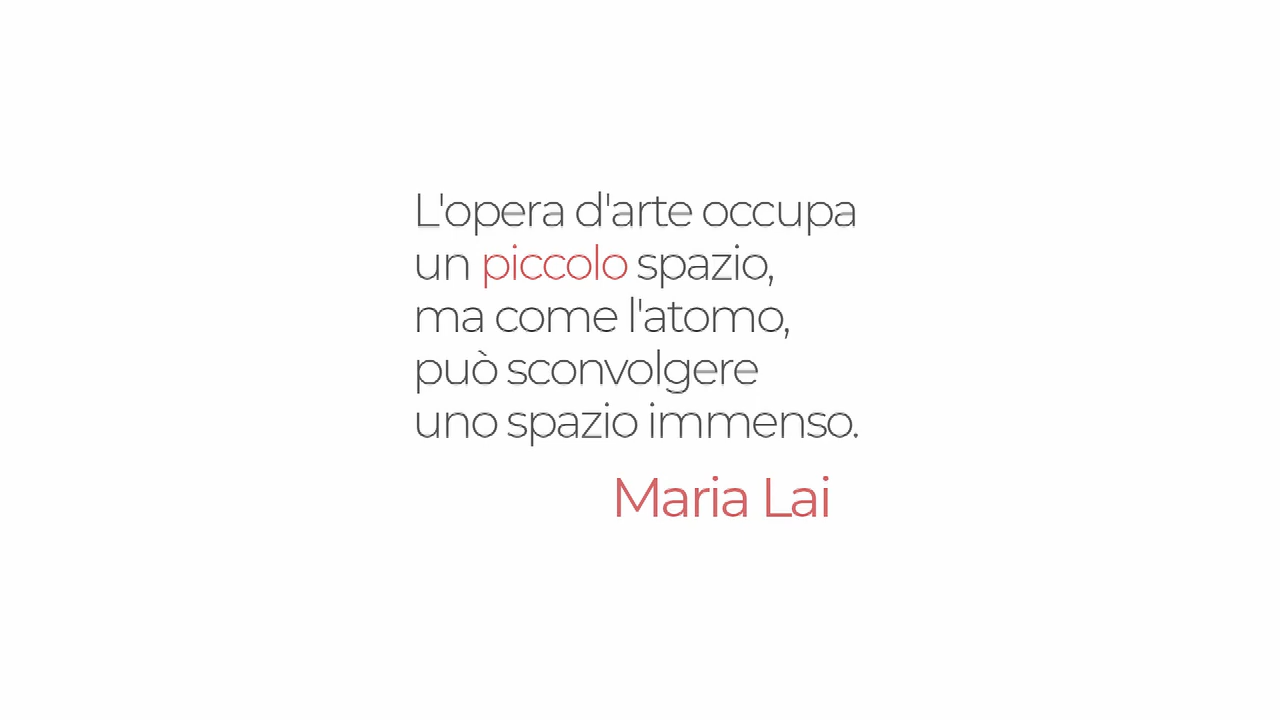 L'opera d'arte occupa
un piccolo spazio,
ma come l'atomo,
può sconvolgere
uno spazio immenso.
Maria Lai